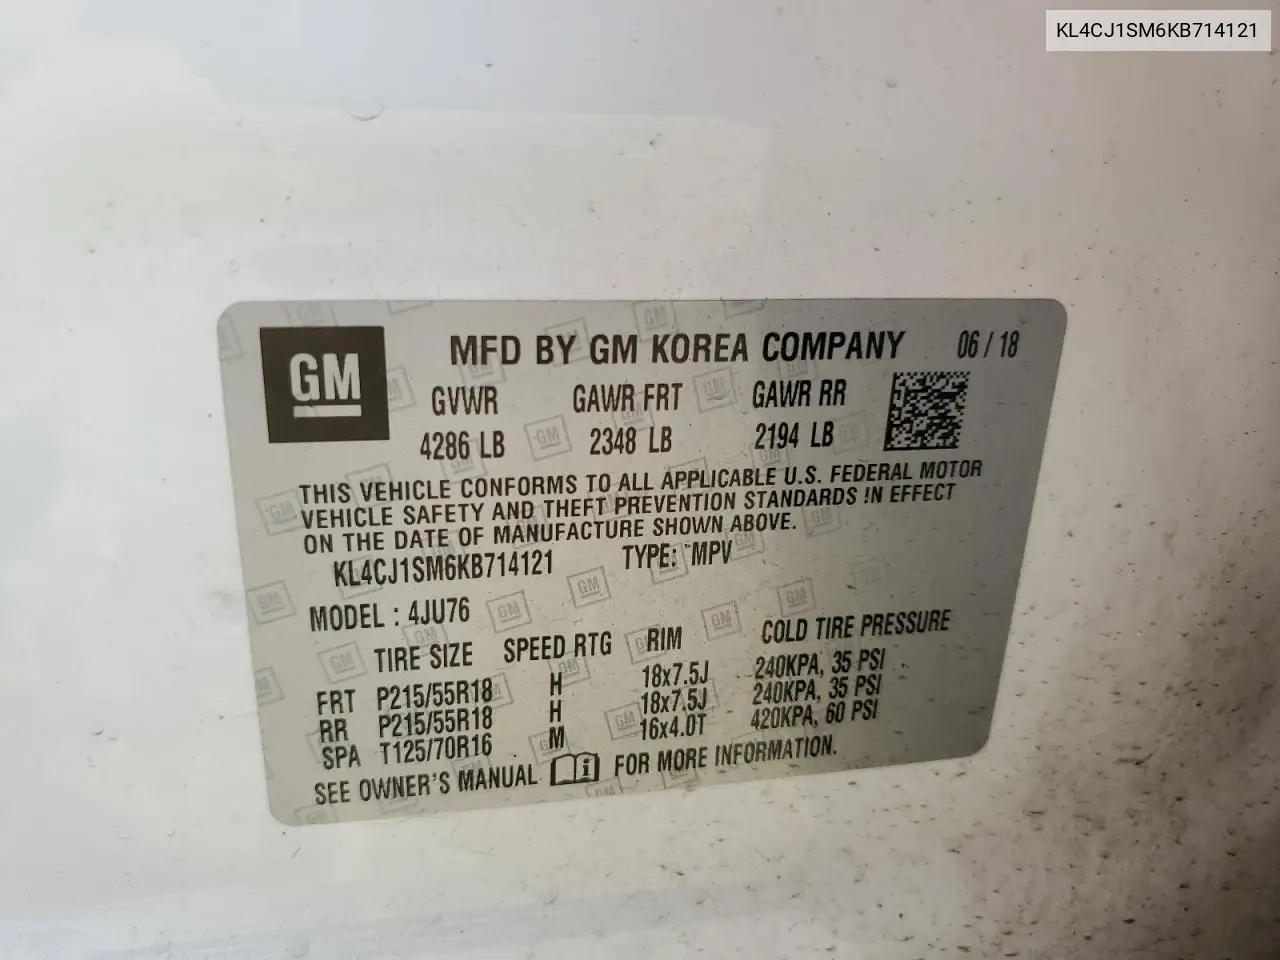 KL4CJ1SM6KB714121
GM
MFD BY GM KOREA COMPANY 06 / 18
GVWR GAWR FRT GAWR RR
4286 LB 2348 LB 2194 LB
THIS VEHICLE CONFORMS TO ALL APPLICABLE U.S. FEDERAL MOTOR
VEHICLE SAFETY AND THEFT PREVENTION STANDARDS IN EFFECT
ON THE DATE OF MANUFACTURE SHOWN ABOVE.
KL4CJ1SM6KB714121 TYPE: MPV
MODEL : 4JU76
TIRE SIZE SPEED RTG RIM COLD TIRE PRESSURE
FRT P215/55R18 H 18x7.5J 240KPA, 35 PSI
RR P215/55R18 H 18x7.5J 240KPA, 35 PSI
SPA T125/70R16 M 16x4.0T 420KPA, 60 PSI
SEE OWNER'S MANUAL i FOR MORE INFORMATION.